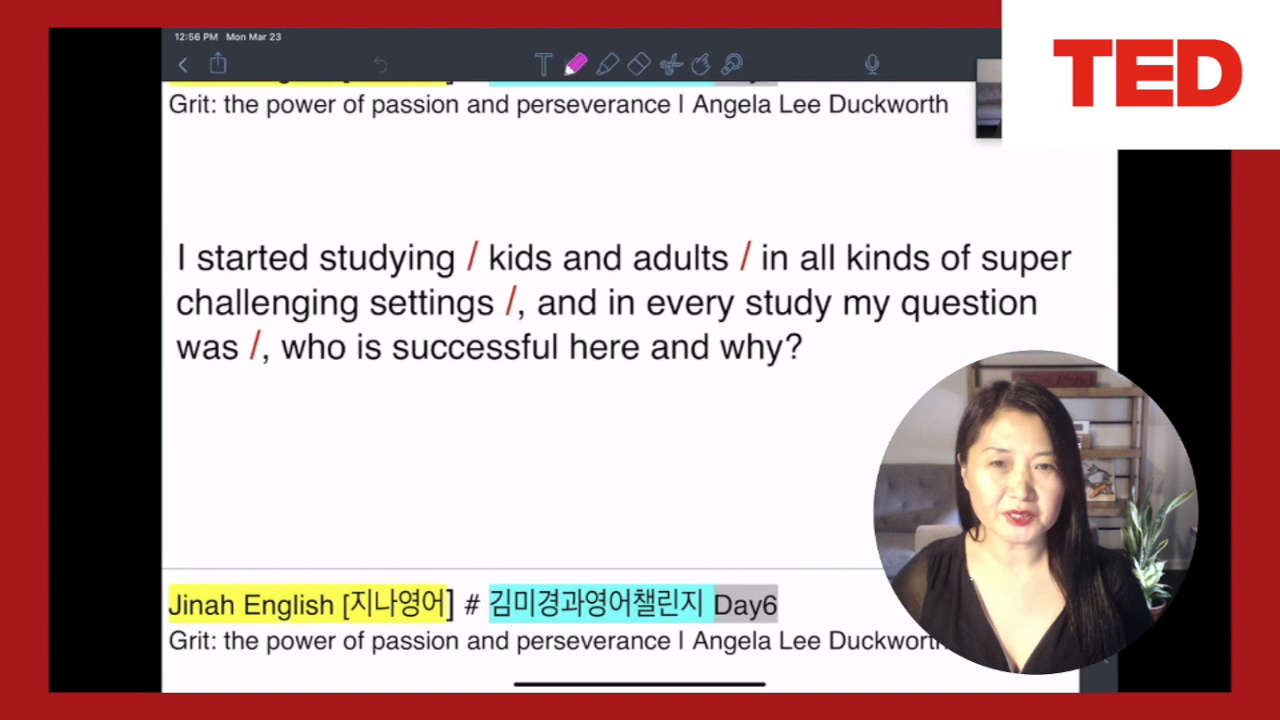 12:56 PM Mon Mar 23
TED
Grit: the power of passion and perseverance | Angela Lee Duckworth
I started studying / kids and adults / in all kinds of super
challenging settings /, and in every study my question
was /, who is successful here and why?
Jinah English [지나영어] # 김미경과영어챌린지 Day6
Grit: the power of passion and perseverance | Angela Lee Duckworth